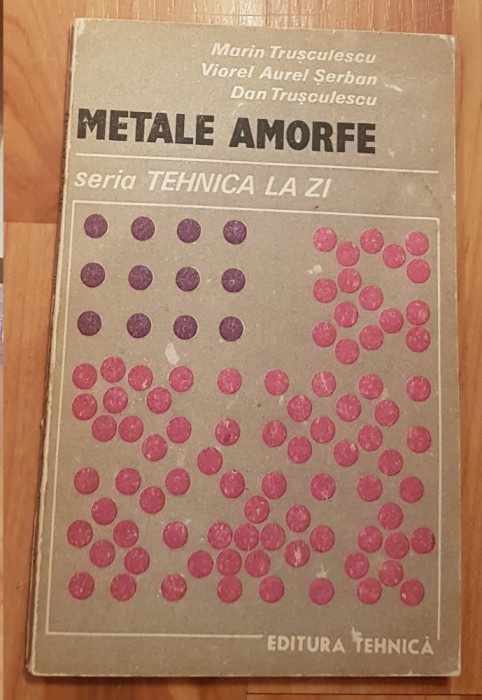 Marin Trușculescu
Viorel Aurel Șerban
Dan Trușculescu
METALE AMORFE
seria TEHNICA LA ZI
EDITURA TEHNICĂ